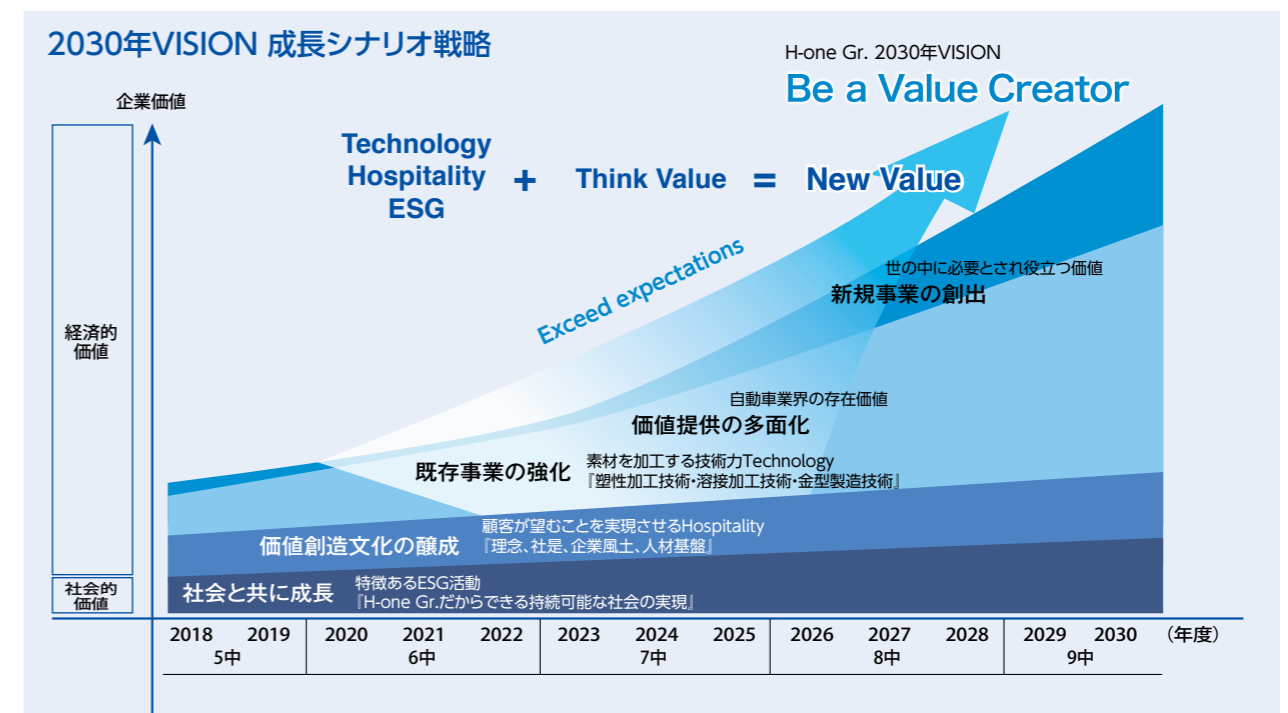 2030年VISION 成長シナリオ戦略
H-one Gr. 2030年VISION
Be a Value Creator
企業価値
Technology
Hospitality
ESG
+
Think Value
=
New Value
Exceed expectations
世の中に必要とされ役立つ価値
新規事業の創出
経済的
価値
自動車業界の存在価値
価値提供の多面化
既存事業の強化
素材を加工する技術力Technology
『塑性加工技術・溶接加工技術・金型製造技術』
価値創造文化の醸成
顧客が望むことを実現させるHospitality
『理念、社是、企業風土、人材基盤』
社会的
価値
社会と共に成長
特徴あるESG活動
『H-one Gr.だからできる持続可能な社会の実現』
2018 2019 2020 2021 2022 2023 2024 2025 2026 2027 2028 2029 2030 (年度)
5中 6中 7中 8中 9中